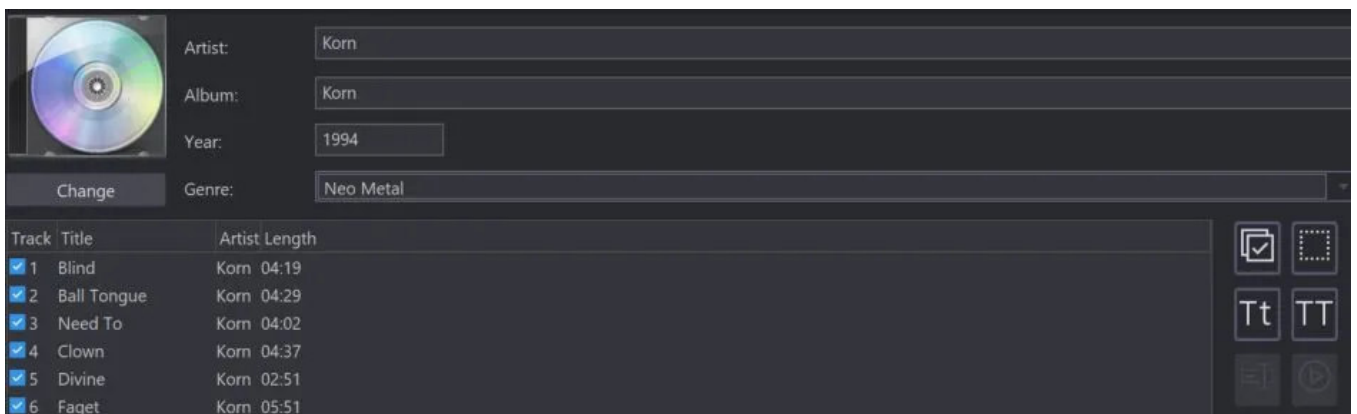 Artist: Korn
Album: Korn
Year: 1994
Change Genre: Neo Metal
Track Title Artist Length
1 Blind Korn 04:19
2 Ball Tongue Korn 04:29
3 Need To Korn 04:02
4 Clown Korn 04:37
5 Divine Korn 02:51
6 Faget Korn 05:51
Tt TT